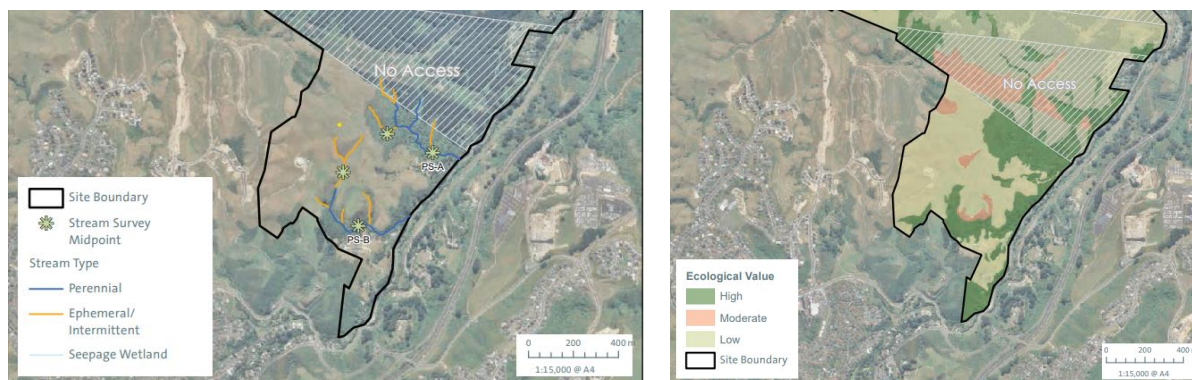 No Access
PS-A
PS-B
Site Boundary
Stream Survey
Midpoint
Stream Type
Perennial
Ephemeral/
Intermittent
Seepage Wetland
0 200 400 m
1:15,000 @ A4
No Access
Ecological Value
High
Moderate
Low
Site Boundary
0 200 400
1:15,000 @ A4